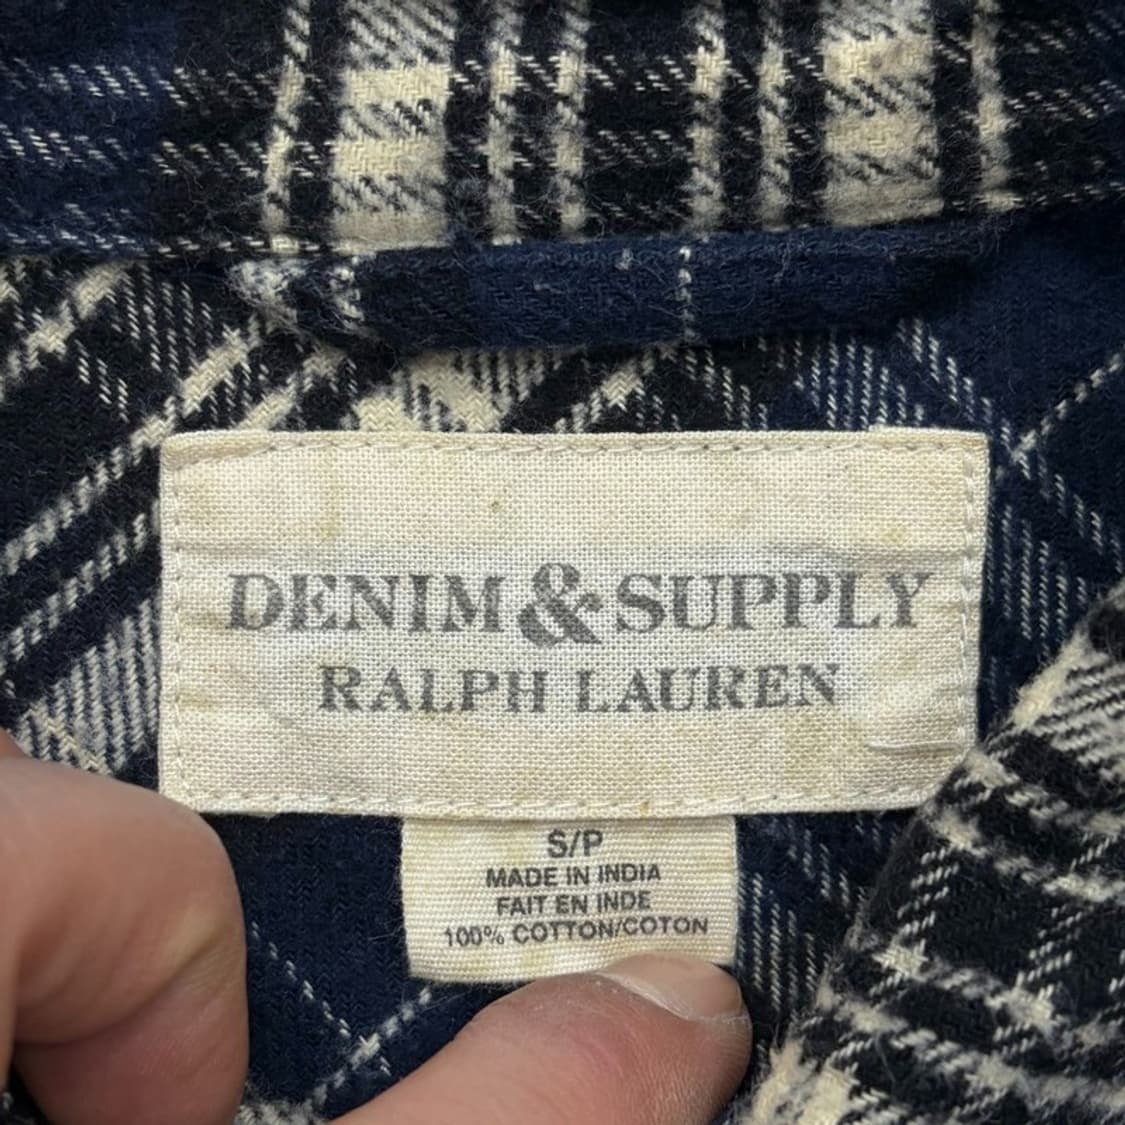 DENIM & SUPPLY
RALPH LAUREN
S/P
MADE IN INDIA
FAIT EN INDE
100% COTTON/COTON